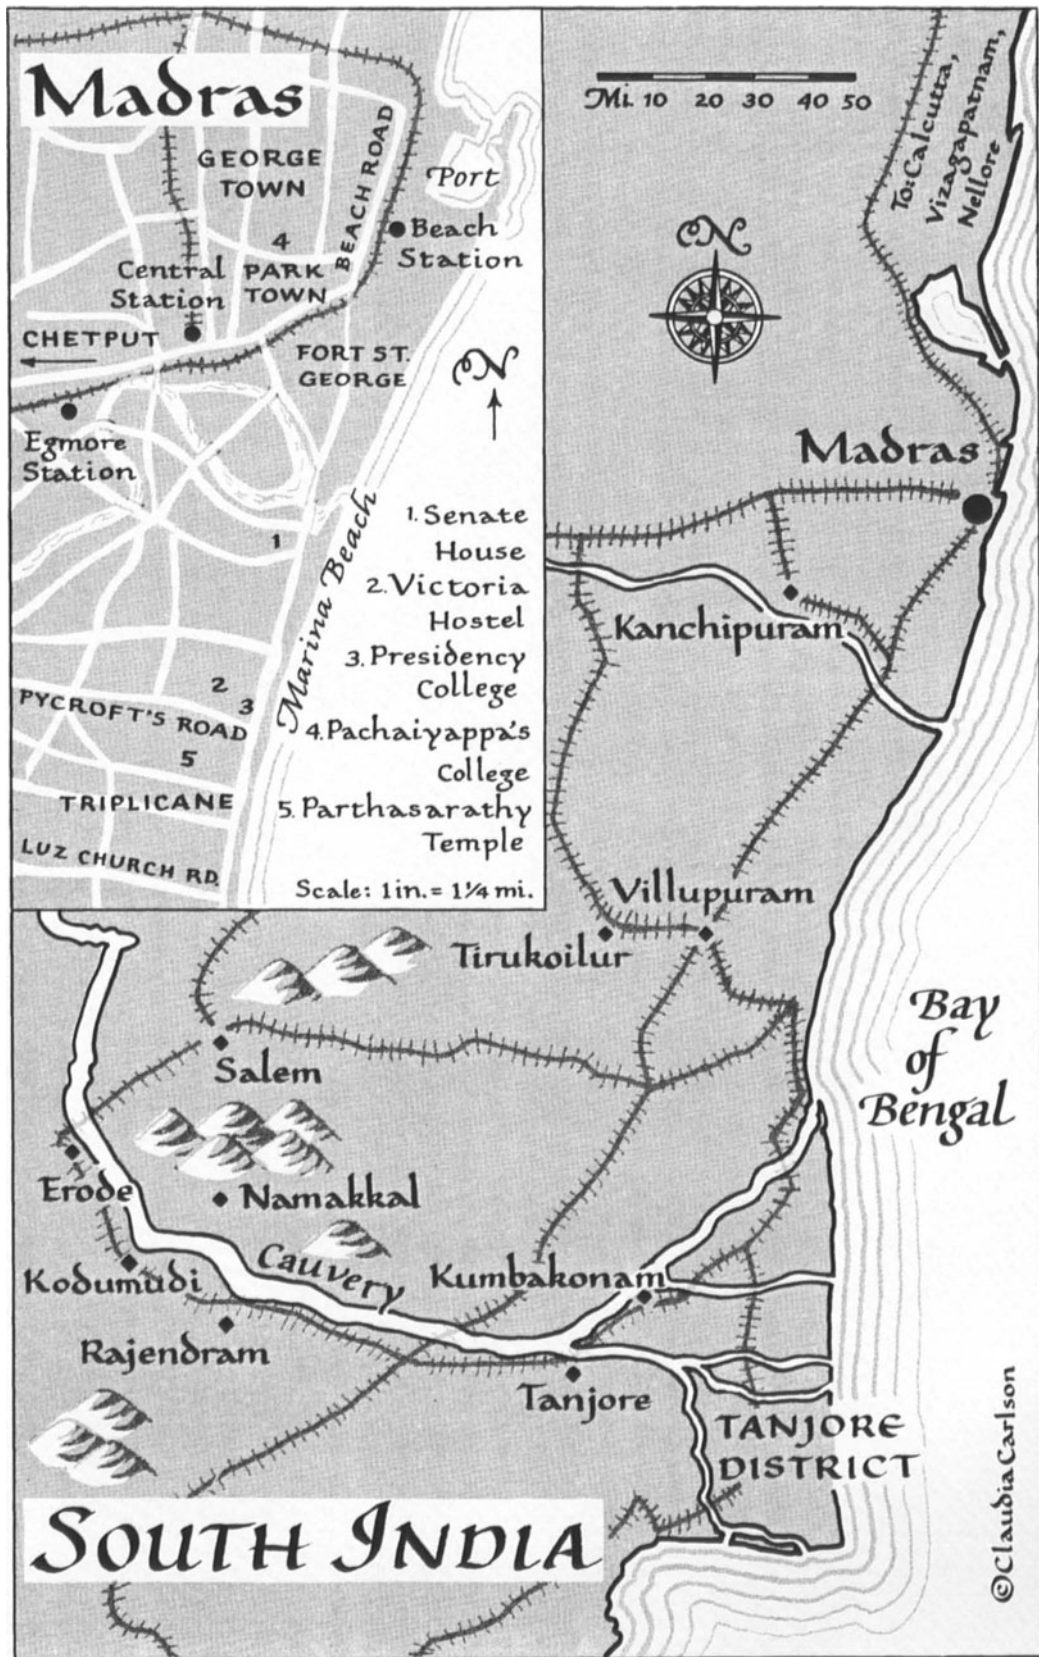 Madras
GEORGE
TOWN
BEACH ROAD
Port
Beach
Station
4
Central
Station
PARK
TOWN
CHETPUT
FORT ST.
GEORGE
N
Egmore
Station
1
Marina Beach
1. Senate
House
2. Victoria
Hostel
3. Presidency
College
4. Pachaiyappa's
College
5. Parthasarathy
Temple
Scale: 1 in. = 1¼ mi.
2
3
PYCROFT'S ROAD
5
TRIPLICANE
LUZ CHURCH RD.
Mi. 10 20 30 40 50
To: Calcutta,
Vizagapatnam,
Nellore
N
Madras
Kanchipuram
Villupuram
Tirukoilur
Bay
of
Bengal
Salem
Erode
Namakkal
Cauvery
Kodumudi
Kumbakonam
Rajendram
Tanjore
TANJORE
DISTRICT
SOUTH INDIA
©Claudia Carlson